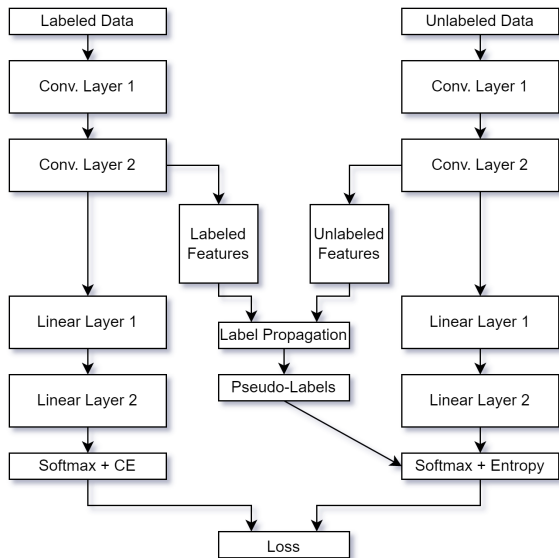 Labeled Data
Unlabeled Data
Conv. Layer 1
Conv. Layer 1
Conv. Layer 2
Conv. Layer 2
Labeled
Features
Unlabeled
Features
Linear Layer 1
Linear Layer 1
Label Propagation
Pseudo-Labels
Linear Layer 2
Linear Layer 2
Softmax + CE
Softmax + Entropy
Loss